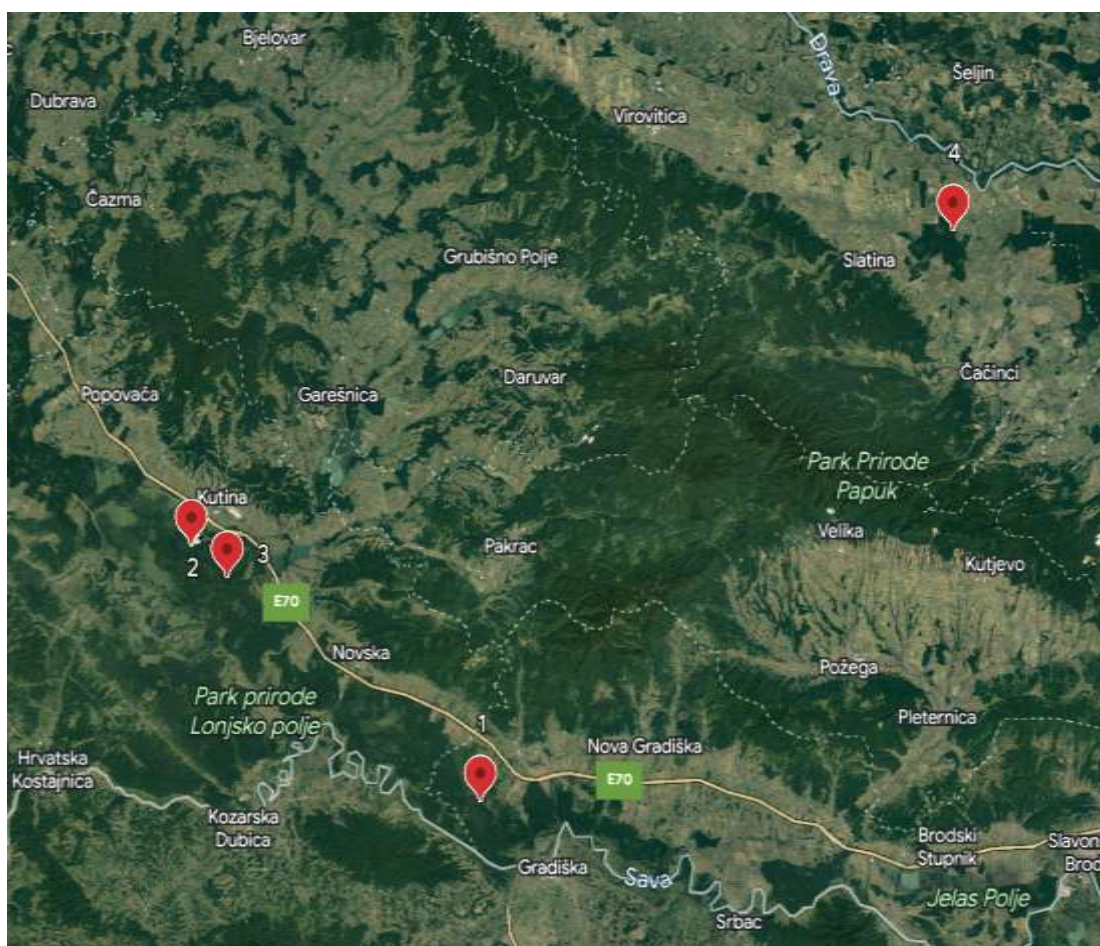 Bjelovar
Drava
Šeljin
Dubrava
Virovitica
4
Čazma
Grubišno Polje
Slatina
Popovača
Garešnica
Daruvar
Čačinci
Park Prirode
Papuk
Kutina
Velika
2
3
Pakrac
Kutjevo
E70
Novska
Požega
Park prirode
Lonjsko polje
1
Pleternica
Hrvatska
Kostajnica
Nova Gradiška
E70
Kozarska
Dubica
Brodski
Stupnik
Slavons
Brod
Gradiška
Sava
Jelas Polje
Srbac